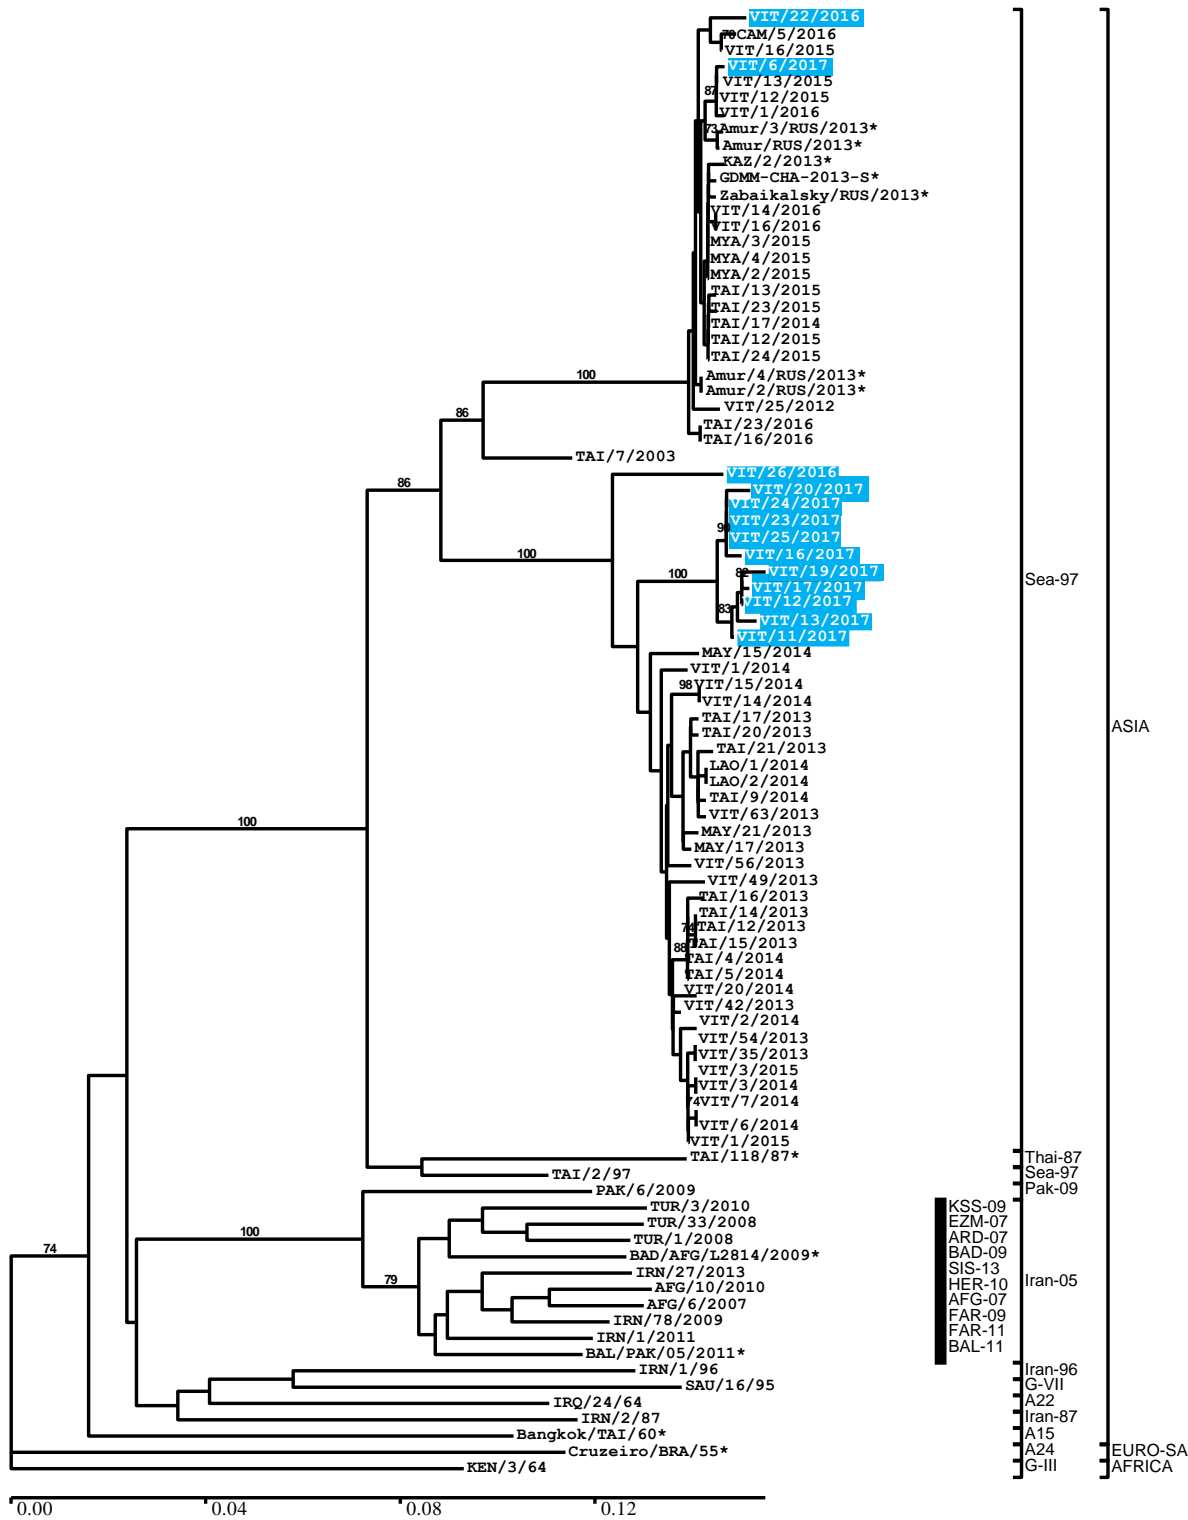 VIT/22/2016
70 CAM/5/2016
VIT/16/2015
VIT/6/2017
VIT/13/2015
87
VIT/12/2015
VIT/1/2016
73 Amur/3/RUS/2013*
Amur/RUS/2013*
KAZ/2/2013*
GDMM-CHA-2013-S*
Zabaikalsky/RUS/2013*
VIT/14/2016
VIT/16/2016
MYA/3/2015
MYA/4/2015
MYA/2/2015
TAI/13/2015
TAI/23/2015
TAI/17/2014
TAI/12/2015
TAI/24/2015
100
Amur/4/RUS/2013*
Amur/2/RUS/2013*
VIT/25/2012
86
TAI/23/2016
TAI/16/2016
TAI/7/2003
VIT/26/2016
86
VIT/20/2017
VIT/24/2017
VIT/23/2017
90
VIT/25/2017
100
VIT/16/2017
82 VIT/19/2017
100
Sea-97
VIT/17/2017
VIT/12/2017
83
VIT/13/2017
VIT/11/2017
MAY/15/2014
VIT/1/2014
98 VIT/15/2014
VIT/14/2014
TAI/17/2013
ASIA
TAI/20/2013
TAI/21/2013
LAO/1/2014
LAO/2/2014
TAI/9/2014
VIT/63/2013
100
MAY/21/2013
MAY/17/2013
VIT/56/2013
VIT/49/2013
TAI/16/2013
TAI/14/2013
74 TAI/12/2013
TAI/15/2013
88
TAI/4/2014
TAI/5/2014
VIT/20/2014
VIT/42/2013
VIT/2/2014
VIT/54/2013
VIT/35/2013
VIT/3/2015
VIT/3/2014
74 VIT/7/2014
VIT/6/2014
VIT/1/2015
TAI/118/87* Thai-87
TAI/2/97 Sea-97
PAK/6/2009 Pak-09
TUR/3/2010 KSS-09
TUR/33/2008 EZM-07
100
TUR/1/2008 ARD-07
74
BAD/AFG/L2814/2009* BAD-09
IRN/27/2013 SIS-13
79
Iran-05
AFG/10/2010 HER-10
AFG/6/2007 AFG-07
IRN/78/2009 FAR-09
IRN/1/2011 FAR-11
BAL/PAK/05/2011* BAL-11
IRN/1/96 Iran-96
SAU/16/95 G-VII
IRQ/24/64 A22
IRN/2/87 Iran-87
Bangkok/TAI/60* A15
Cruzeiro/BRA/55* A24 EURO-SA
KEN/3/64 G-III AFRICA
0.00 0.04 0.08 0.12